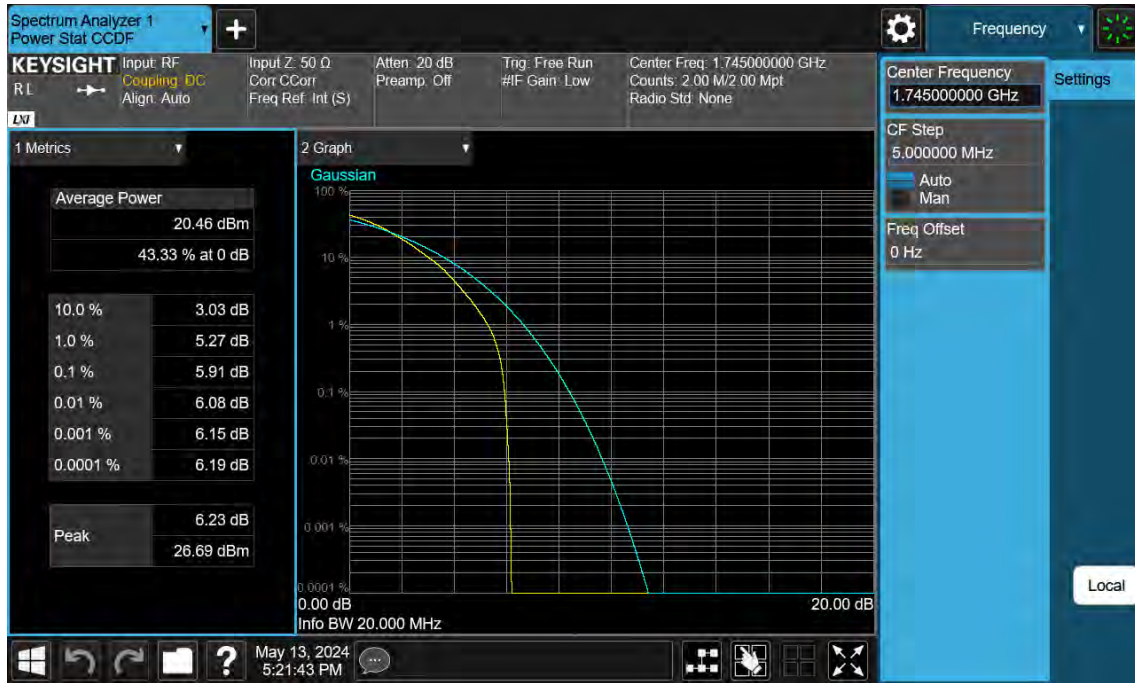 Spectrum Analyzer 1
Power Stat CCDF
+
Frequency
KEYSIGHT
RL
LXI
Input: RF
Coupling: DC
Align: Auto
Input Z: 50 Ω
Corr CCorr
Freq Ref: Int (S)
Atten: 20 dB
Preamp: Off
Trig: Free Run
#IF Gain: Low
Center Freq: 1.745000000 GHz
Counts: 2.00 M/2.00 Mpt
Radio Std: None
Center Frequency
1.745000000 GHz
Settings
CF Step
5.000000 MHz
Auto
Man
Freq Offset
0 Hz
1 Metrics
Average Power
20.46 dBm
43.33 % at 0 dB
10.0 % 3.03 dB
1.0 % 5.27 dB
0.1 % 5.91 dB
0.01 % 6.08 dB
0.001 % 6.15 dB
0.0001 % 6.19 dB
Peak
6.23 dB
26.69 dBm
2 Graph
Gaussian
100 %
10 %
1 %
0.1 %
0.01 %
0.001 %
0.0001 %
0.00 dB 20.00 dB
Info BW 20.000 MHz
Local
?
May 13, 2024
5:21:43 PM